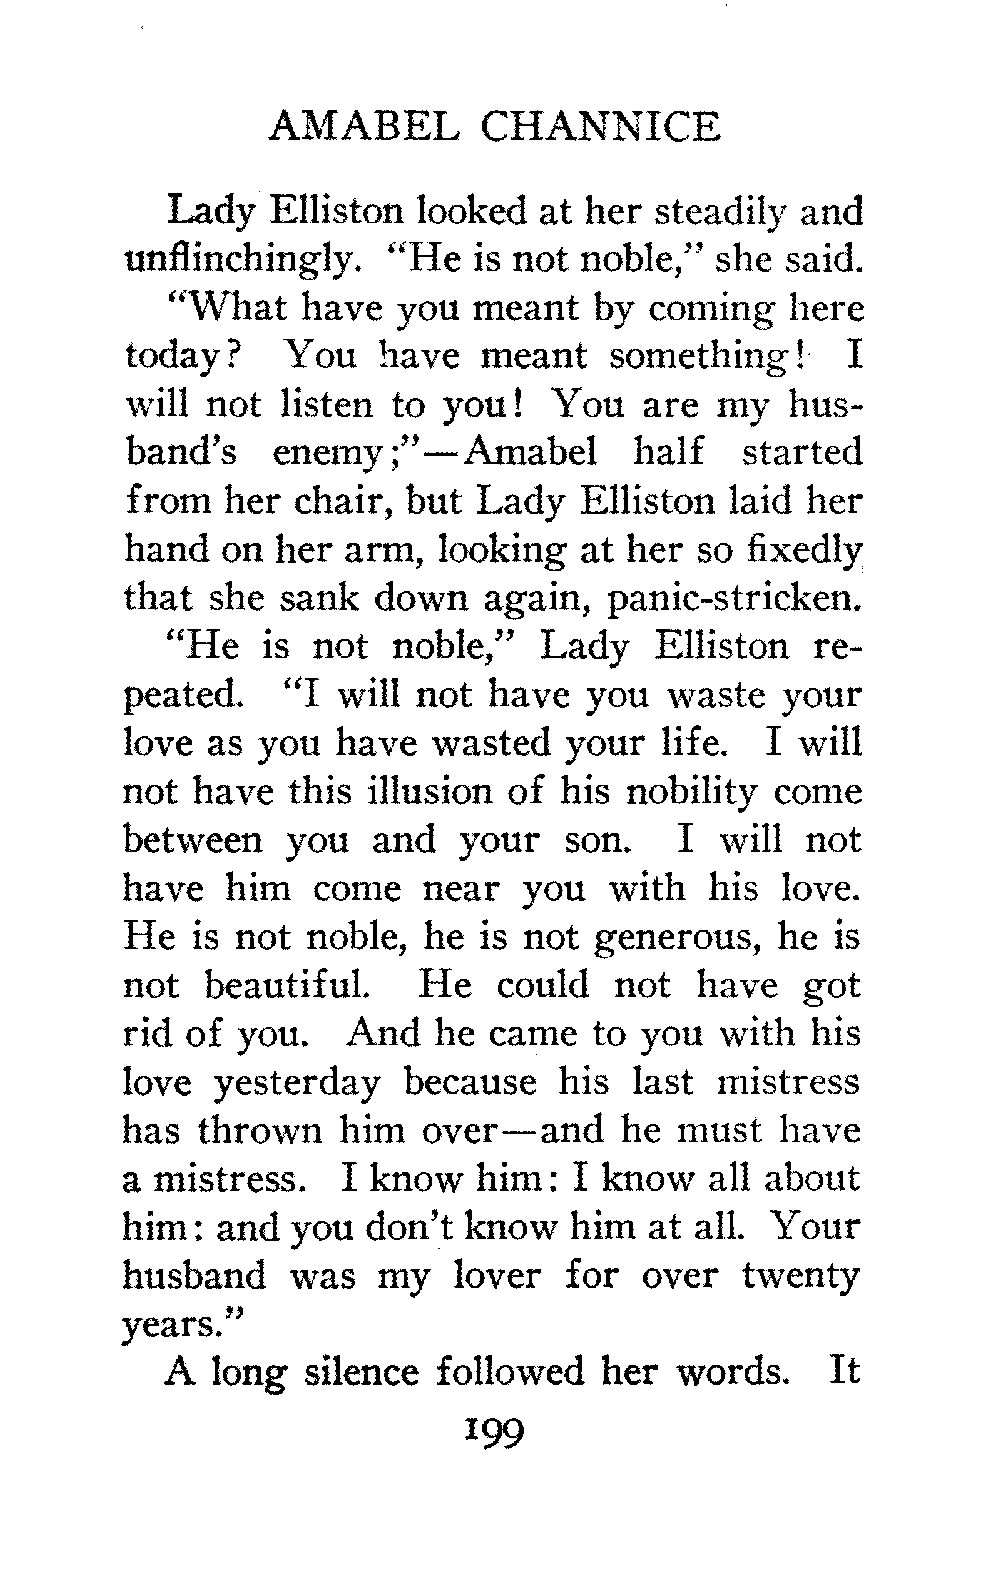 AMABEL CHANNICE
Lady Elliston looked at her steadily and
unflinchingly. “He is not noble,” she said.
“What have you meant by coming here
today? You have meant something! I
will not listen to you! You are my hus-
band’s enemy;”—Amabel half started
from her chair, but Lady Elliston laid her
hand on her arm, looking at her so fixedly
that she sank down again, panic-stricken.
“He is not noble,” Lady Elliston re-
peated. “I will not have you waste your
love as you have wasted your life. I will
not have this illusion of his nobility come
between you and your son. I will not
have him come near you with his love.
He is not noble, he is not generous, he is
not beautiful. He could not have got
rid of you. And he came to you with his
love yesterday because his last mistress
has thrown him over—and he must have
a mistress. I know him: I know all about
him: and you don’t know him at all. Your
husband was my lover for over twenty
years.”
A long silence followed her words. It
199